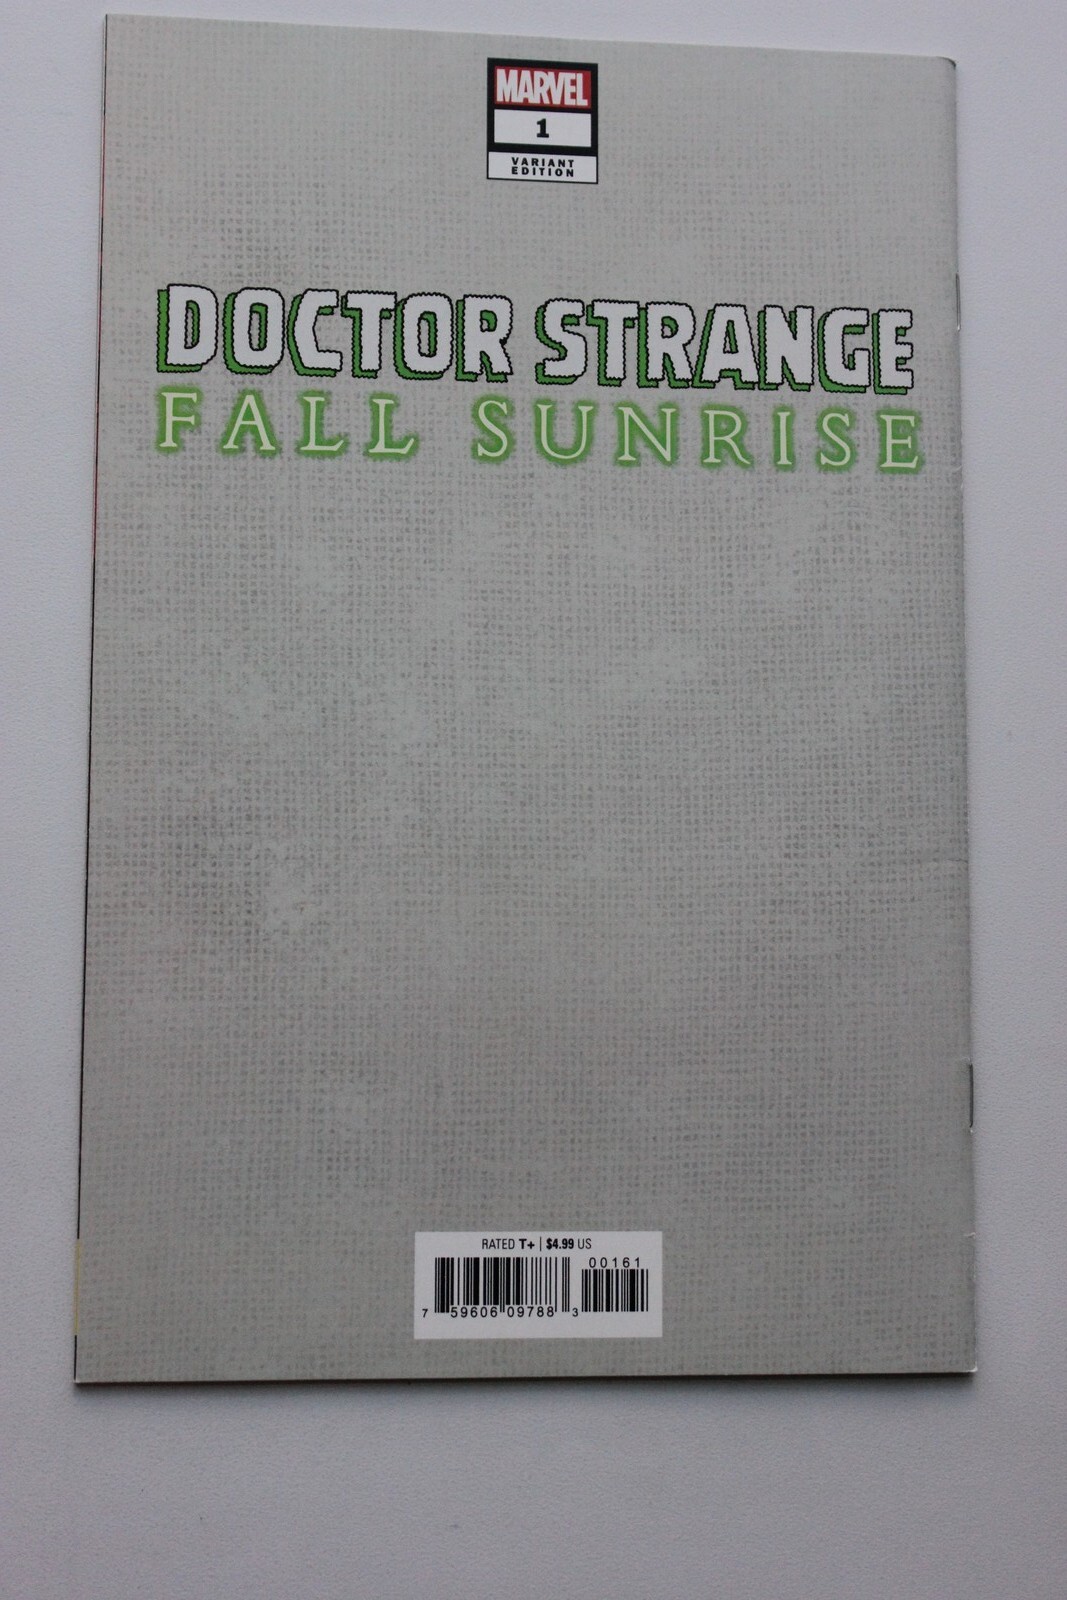 MARVEL
1
VARIANT
EDITION
DOCTOR STRANGE
FALL SUNRISE
RATED T+ | $4.99 US
00161
7 59606 09788 3